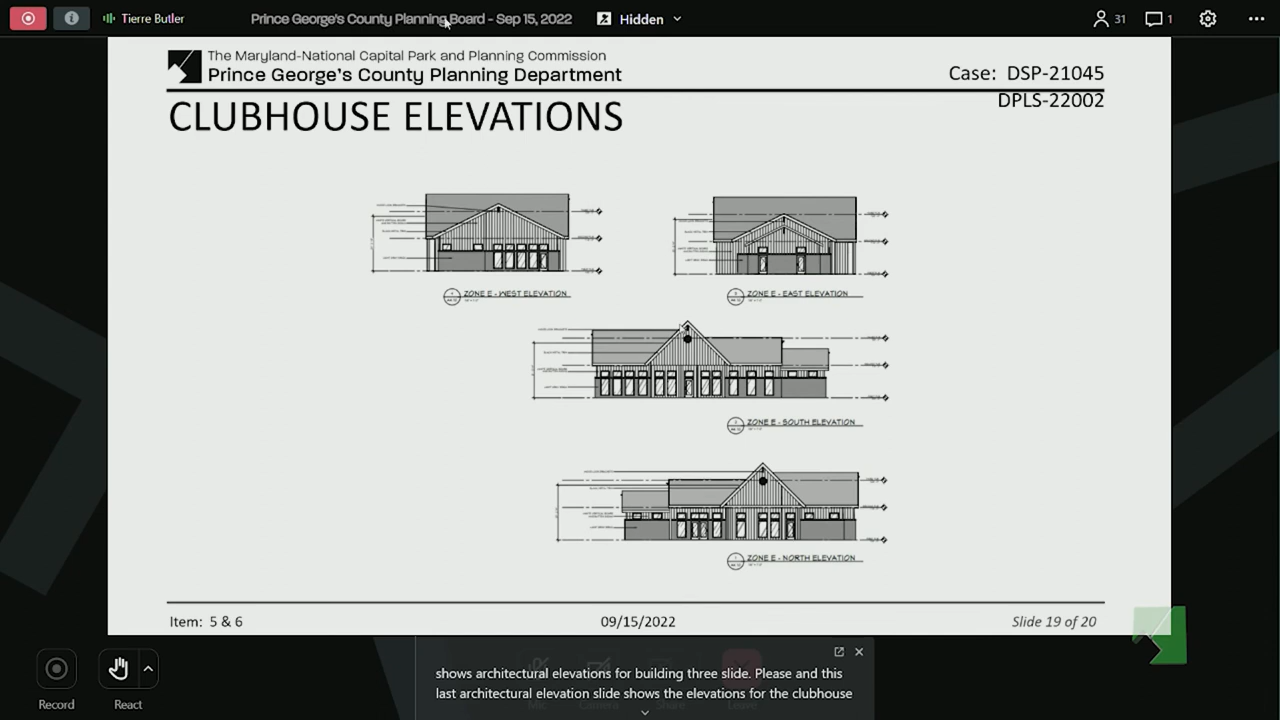 Tierre Butler
Prince George's County Planning Board - Sep 15, 2022
Hidden
31
1
The Maryland-National Capital Park and Planning Commission
Prince George's County Planning Department
Case: DSP-21045
DPLS-22002
CLUBHOUSE ELEVATIONS
ZONE E - WEST ELEVATION
ZONE E - EAST ELEVATION
ZONE E - SOUTH ELEVATION
ZONE E - NORTH ELEVATION
Item: 5 & 6
09/15/2022
Slide 19 of 20
shows architectural elevations for building three slide. Please and this
last architectural elevation slide shows the elevations for the clubhouse
Record
React
Mic
Camera
Share
Leave